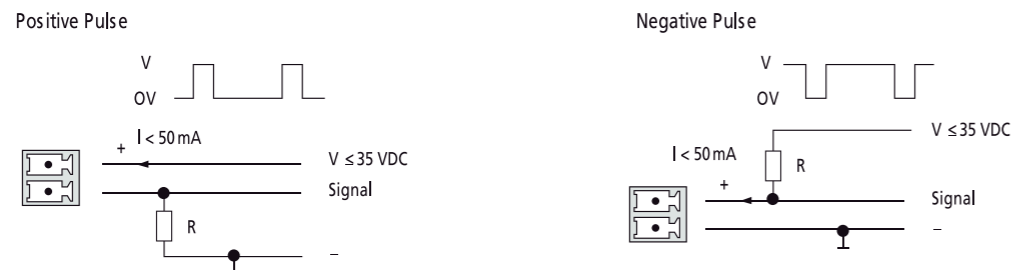 Positive Pulse
V
OV
+ I < 50 mA
V ≤ 35 VDC
Signal
R
–
Negative Pulse
V
OV
V ≤ 35 VDC
I < 50 mA
R
+
Signal
–